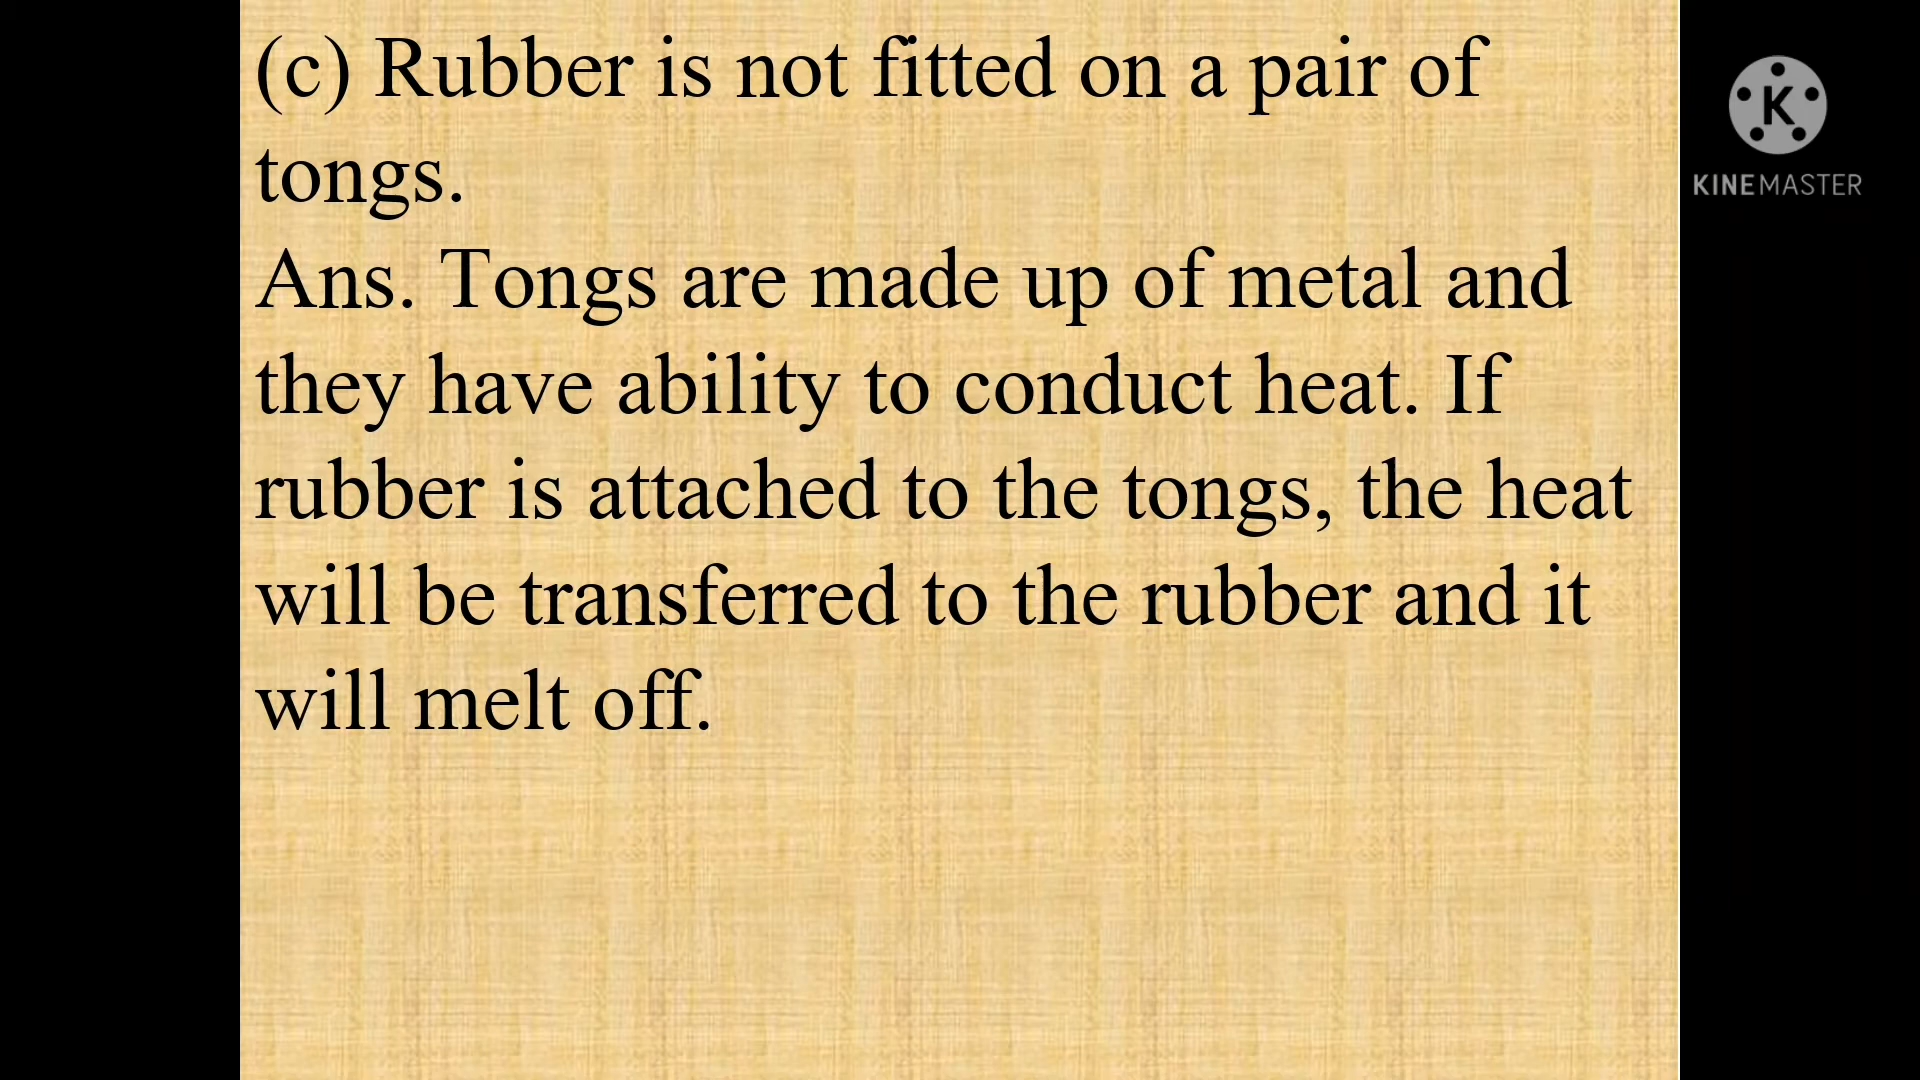 (c) Rubber is not fitted on a pair of
tongs.
Ans. Tongs are made up of metal and
they have ability to conduct heat. If
rubber is attached to the tongs, the heat
will be transferred to the rubber and it
will melt off.
K
KINEMASTER